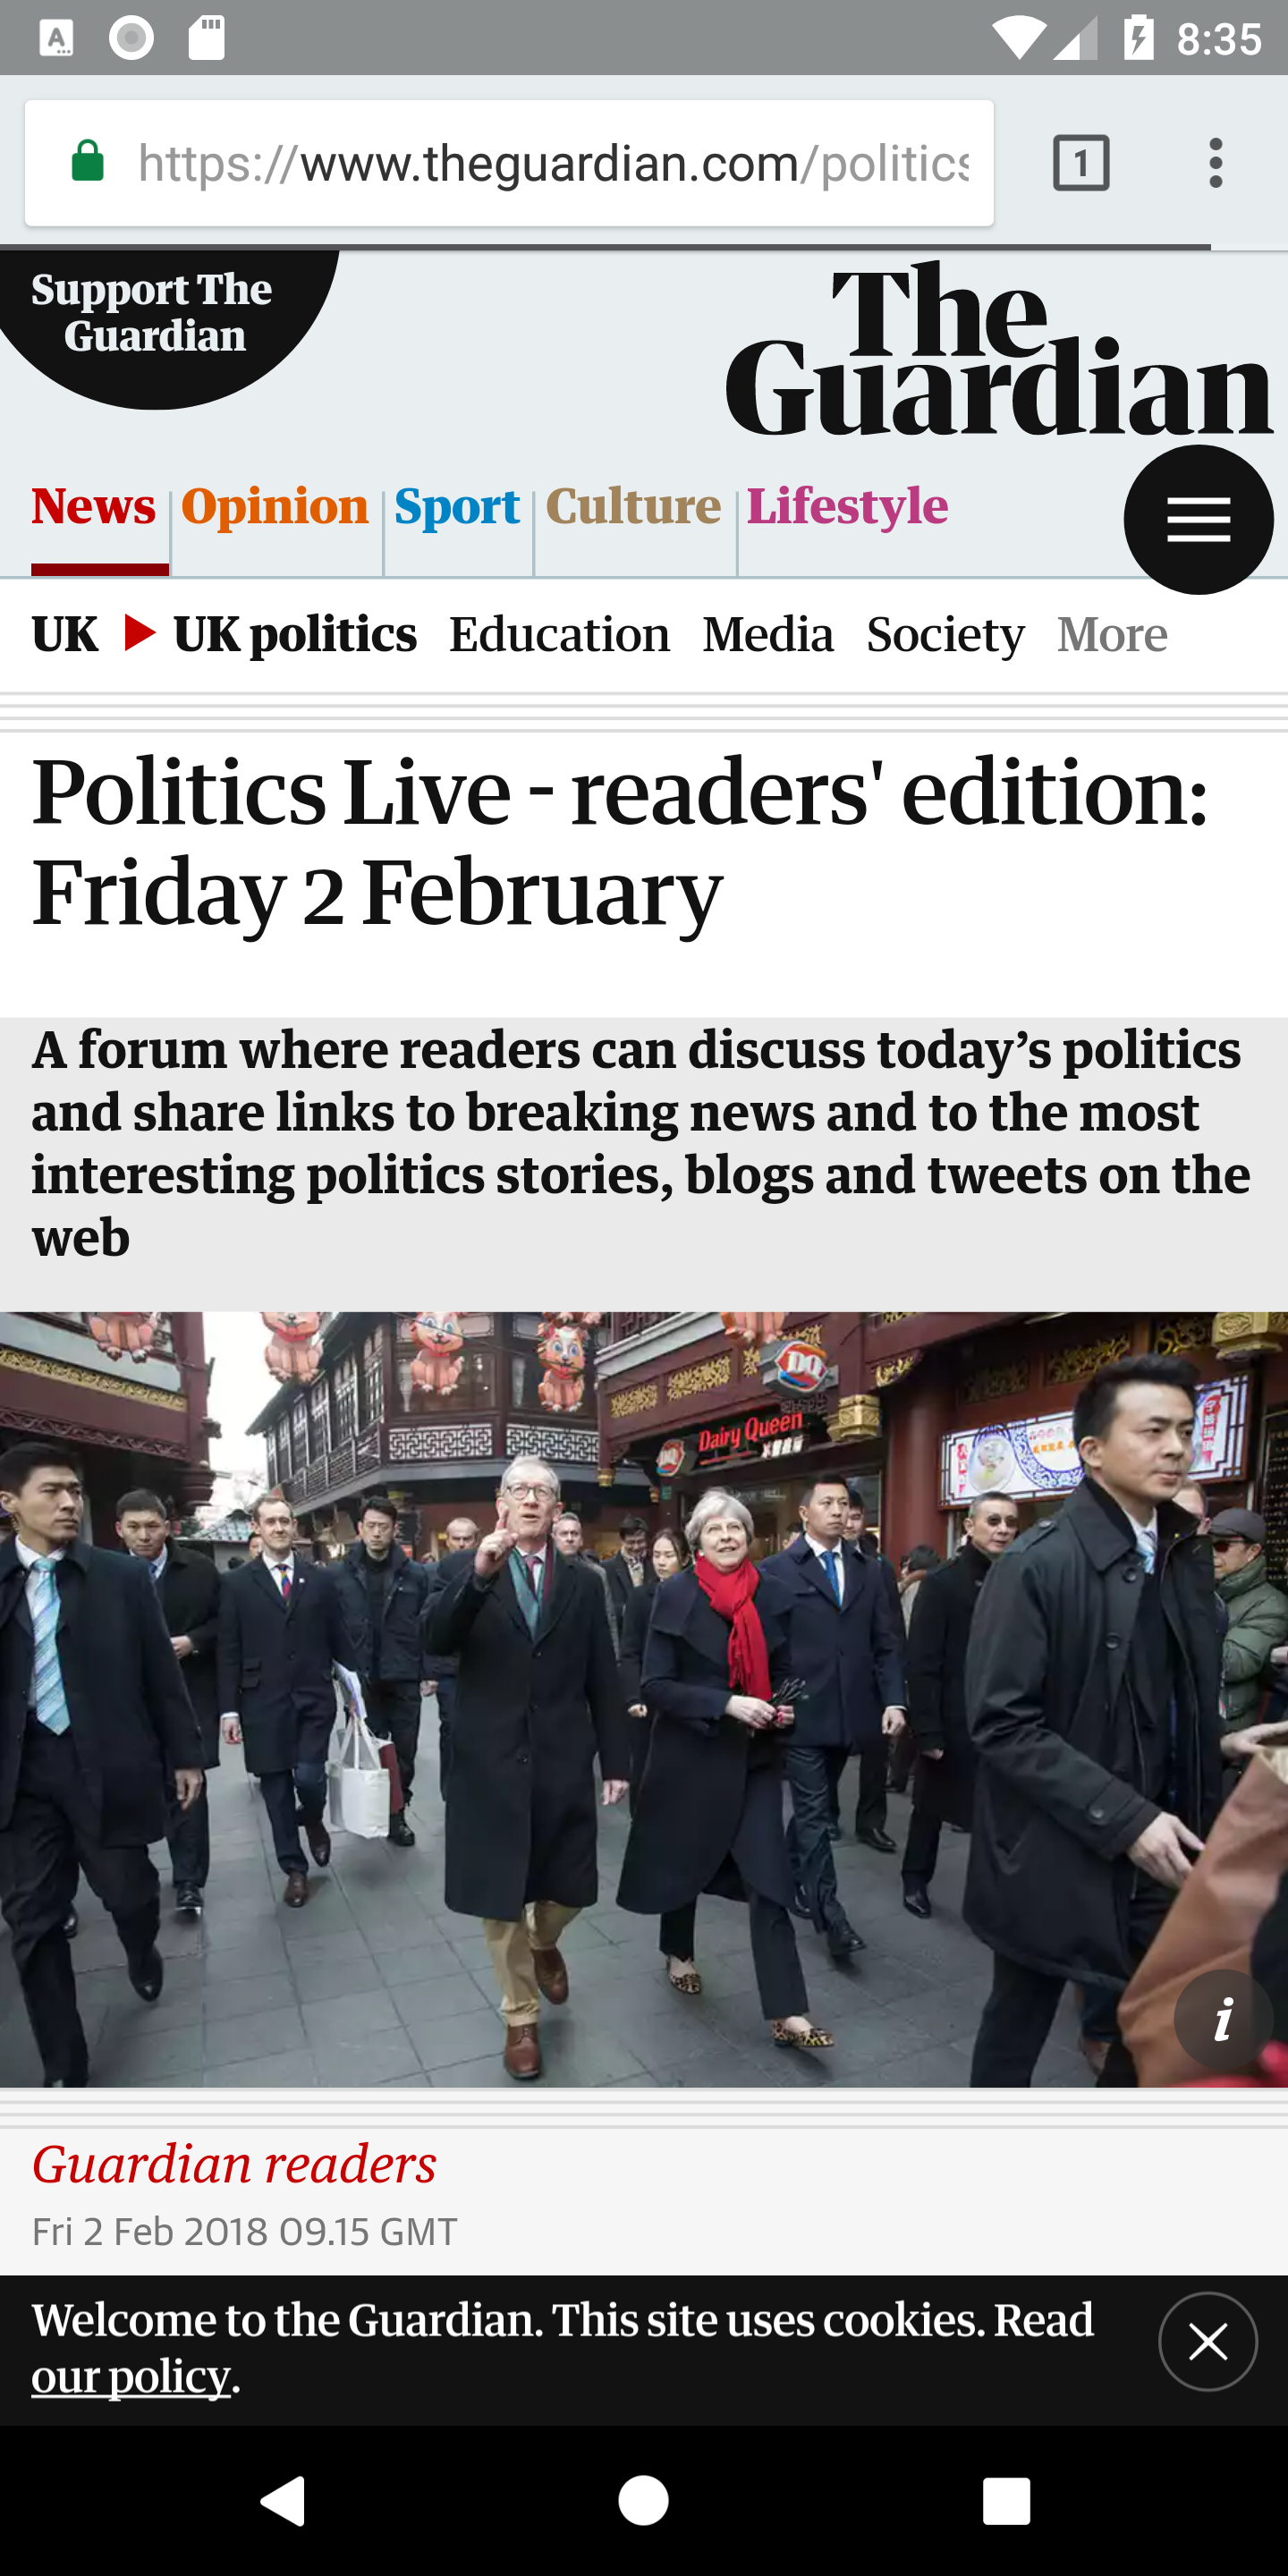 8:35
https://www.theguardian.com/politics
1
Support The
Guardian
The
Guardian
News Opinion Sport Culture Lifestyle
UK UK politics Education Media Society More
Politics Live - readers' edition:
Friday 2 February
A forum where readers can discuss today’s politics
and share links to breaking news and to the most
interesting politics stories, blogs and tweets on the
web
DQ
Dairy Queen
i
Guardian readers
Fri 2 Feb 2018 09.15 GMT
Welcome to the Guardian. This site uses cookies. Read
our policy.